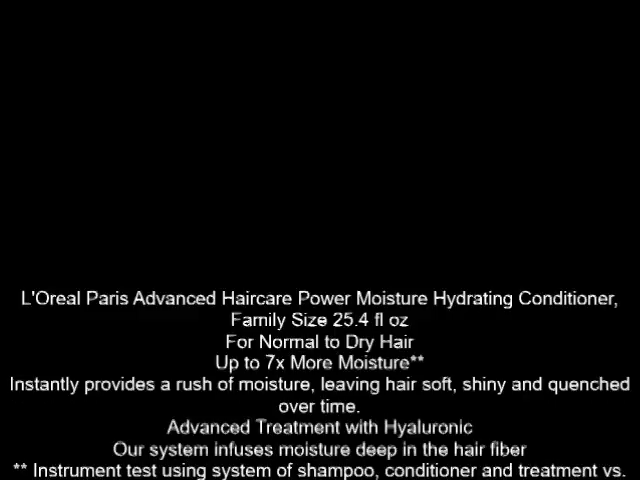 L'Oreal Paris Advanced Haircare Power Moisture Hydrating Conditioner,
Family Size 25.4 fl oz
For Normal to Dry Hair
Up to 7x More Moisture**
Instantly provides a rush of moisture, leaving hair soft, shiny and quenched
over time.
Advanced Treatment with Hyaluronic
Our system infuses moisture deep in the hair fiber
** Instrument test using system of shampoo, conditioner and treatment vs.